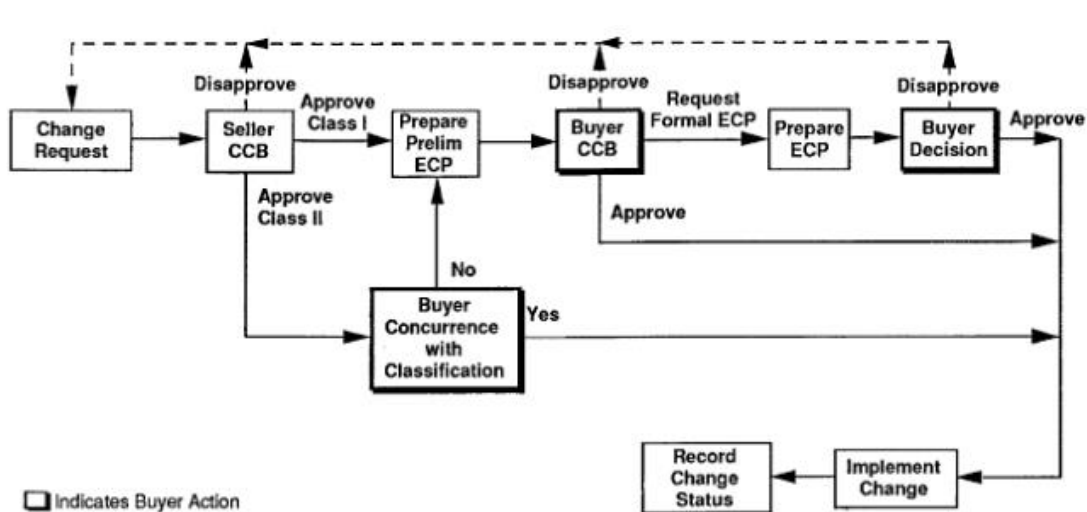 Disapprove
Disapprove
Disapprove
Change
Request
Seller
CCB
Approve
Class I
Prepare
Prelim
ECP
Buyer
CCB
Request
Formal ECP
Prepare
ECP
Buyer
Decision
Approve
Approve
Class II
Approve
No
Buyer
Concurrence
with
Classification
Yes
Record
Change
Status
Implement
Change
Indicates Buyer Action